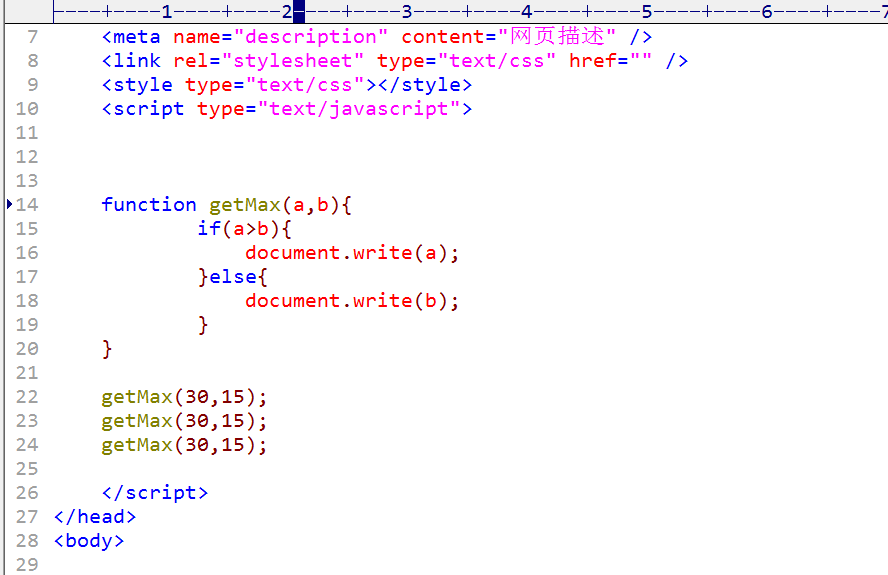 ----+----1----+----2----+----3----+----4----+----5----+----6----+----7
7 <meta name="description" content="网页描述" />
8 <link rel="stylesheet" type="text/css" href="" />
9 <style type="text/css"></style>
10 <script type="text/javascript">
11
12
13
14 function getMax(a,b){
15 if(a>b){
16 document.write(a);
17 }else{
18 document.write(b);
19 }
20 }
21
22 getMax(30,15);
23 getMax(30,15);
24 getMax(30,15);
25
26 </script>
27 </head>
28 <body>
29